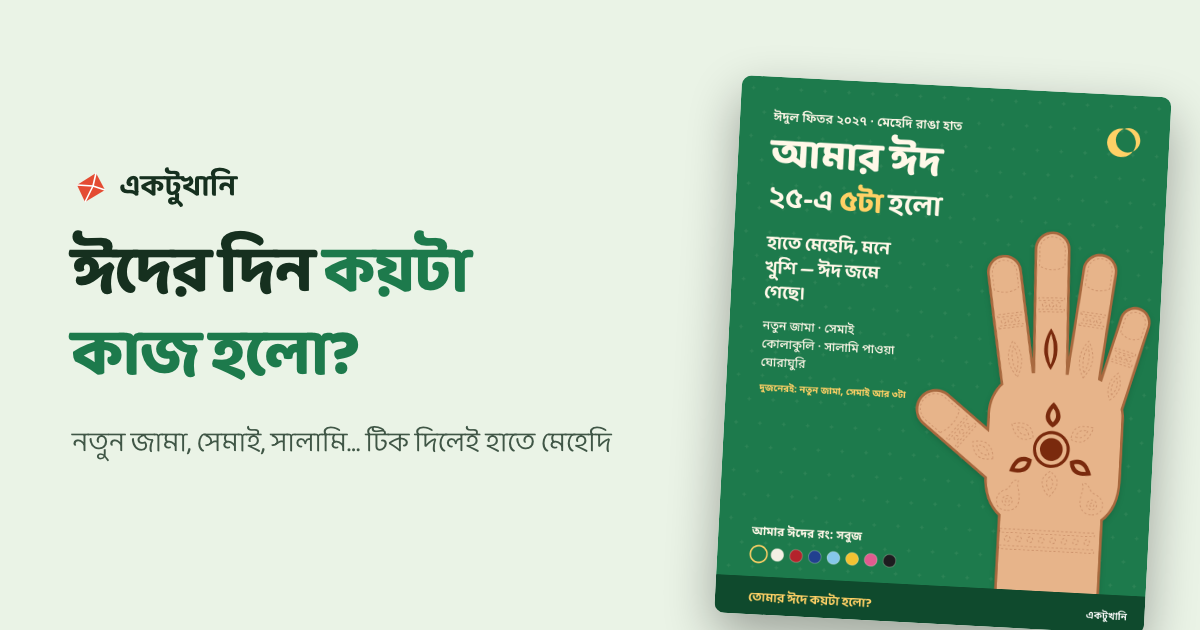 একটুখানি
ঈদের দিন কয়টা
কাজ হলো?
নতুন জামা, সেমাই, সালামি... টিক দিলেই হাতে মেহেদি
ঈদুল ফিতর ২০২৭ · মেহেদি রাঙা হাত
আমার ঈদ
২৫-এ ৫টা হলো
হাতে মেহেদি, মনে
খুশি — ঈদ জমে
গেছে।
নতুন জামা · সেমাই
কোলাকুলি · সালামি পাওয়া
ঘোরাঘুরি
দুজনেরই: নতুন জামা, সেমাই আর ৩টা
আমার ঈদের রং: সবুজ
তোমার ঈদে কয়টা হলো?
একটুখানি